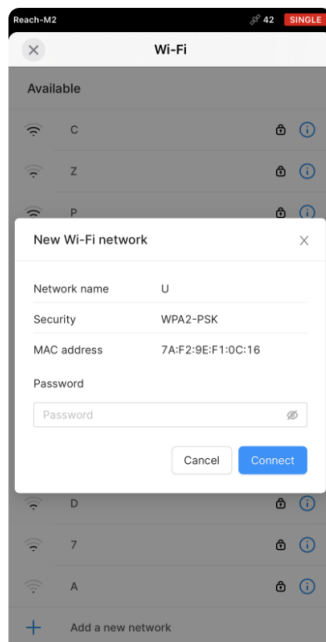 Reach-M2 42 SINGLE
Wi-Fi
Available
C
Z
P
New Wi-Fi network
Network name U
Security WPA2-PSK
MAC address 7A:F2:9E:F1:0C:16
Password
Password
Cancel Connect
D
7
A
Add a new network